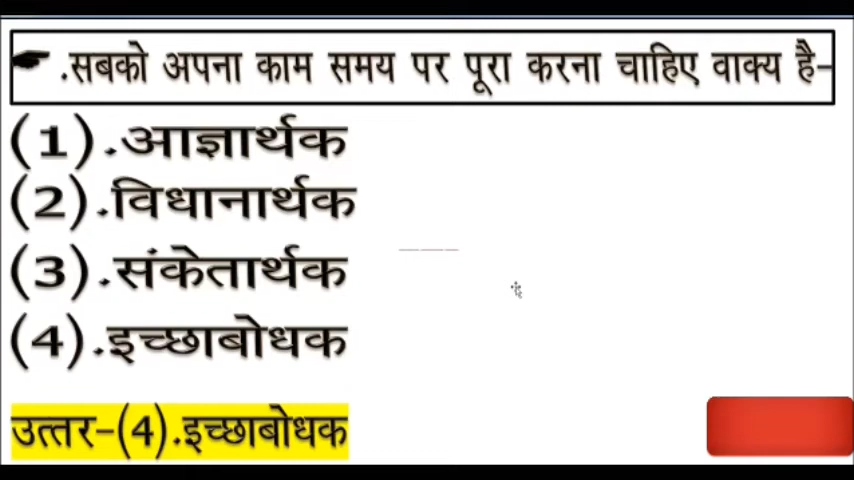 .सबको अपना काम समय पर पूरा करना चाहिए वाक्य है-
(1).आज्ञार्थक
(2).विधानार्थक
(3).संकेतार्थक
(4).इच्छाबोधक
उत्तर-(4).इच्छाबोधक